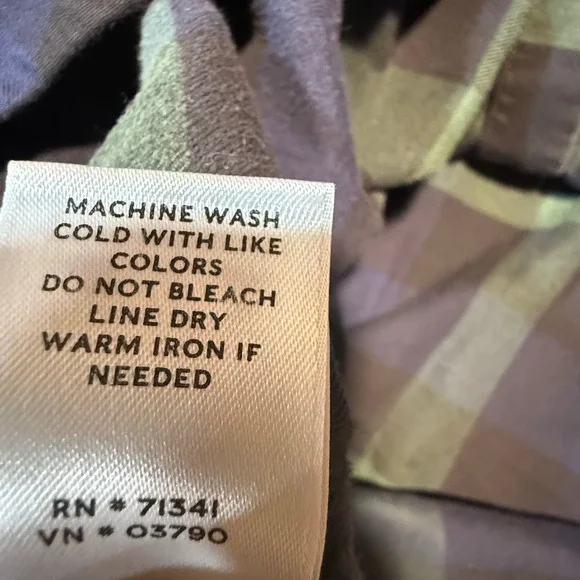 MACHINE WASH
COLD WITH LIKE
COLORS
DO NOT BLEACH
LINE DRY
WARM IRON IF
NEEDED
RN # 71341
VN # 03790